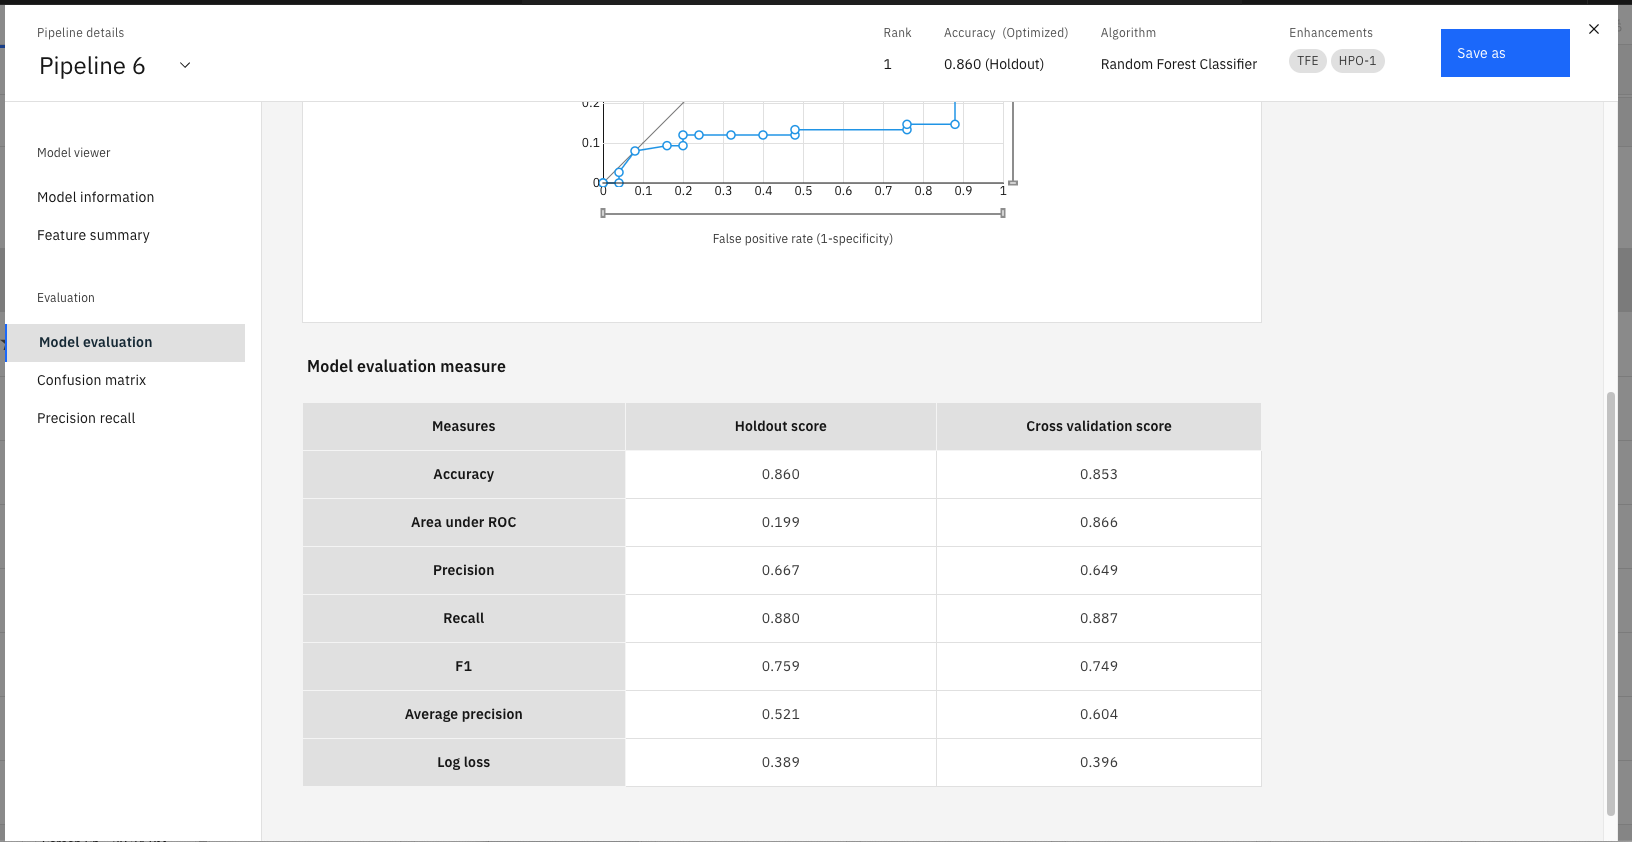 Pipeline details
Pipeline 6
Rank
1
Accuracy (Optimized)
0.860 (Holdout)
Algorithm
Random Forest Classifier
Enhancements
TFE HPO-1
Save as
Model viewer
Model information
Feature summary
Evaluation
Model evaluation
Confusion matrix
Precision recall
0.2
0.1
0
0 0.1 0.2 0.3 0.4 0.5 0.6 0.7 0.8 0.9 1
False positive rate (1-specificity)
Model evaluation measure
Measures Holdout score Cross validation score
Accuracy 0.860 0.853
Area under ROC 0.199 0.866
Precision 0.667 0.649
Recall 0.880 0.887
F1 0.759 0.749
Average precision 0.521 0.604
Log loss 0.389 0.396